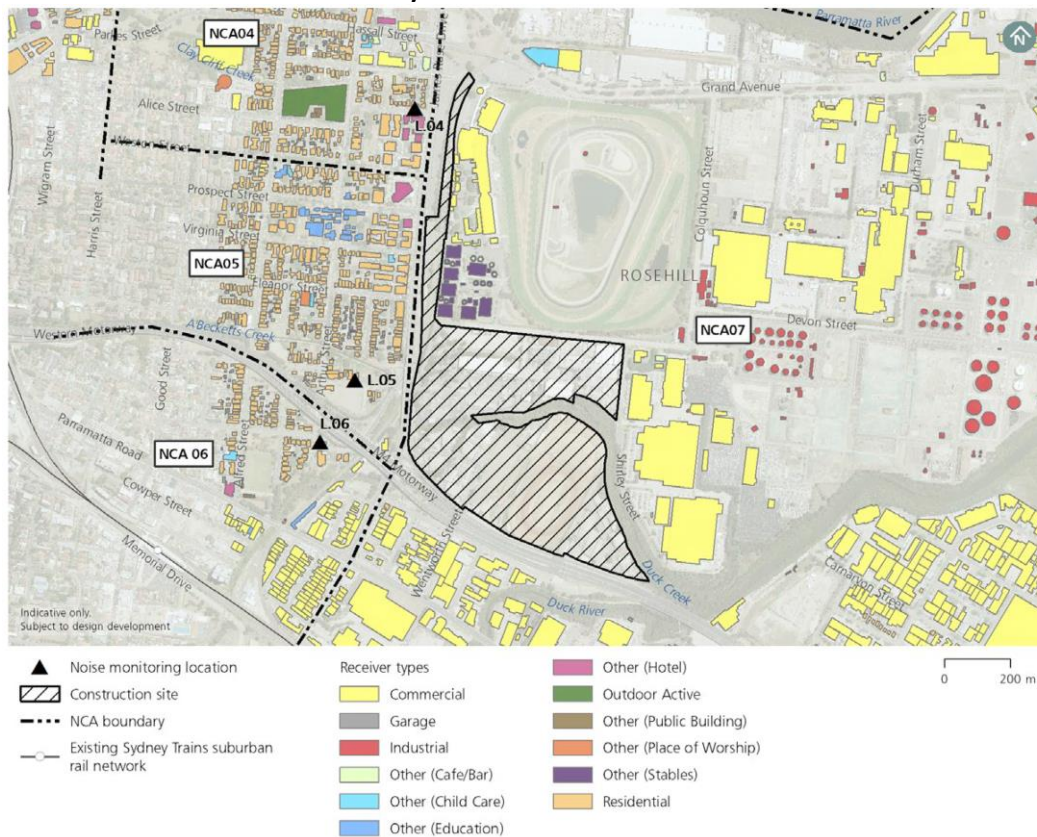 Parkes Street
Hassall Street
NCA04
Clay Cliff Creek
Parramatta River
N
Grand Avenue
Alice Street
L.04
Weston Street
Wigram Street
Harris Street
Prospect Street
Virginia Street
Colquhoun Street
Durham Street
NCA05
ROSEHILL
Eleanor Street
Western Motorway
A'Becketts Creek
NCA07
Devon Street
Good Street
Arthur Street
L.05
L.06
Parramatta Road
NCA 06
Alfred Street
M4 Motorway
Shirley Street
Cowper Street
Wentworth Street
Memorial Drive
Duck Creek
Carnarvon Street
Duck River
Indicative only.
Subject to design development
Noise monitoring location
Construction site
NCA boundary
Existing Sydney Trains suburban
rail network
Receiver types
Commercial
Garage
Industrial
Other (Cafe/Bar)
Other (Child Care)
Other (Education)
Other (Hotel)
Outdoor Active
Other (Public Building)
Other (Place of Worship)
Other (Stables)
Residential
0 200 m